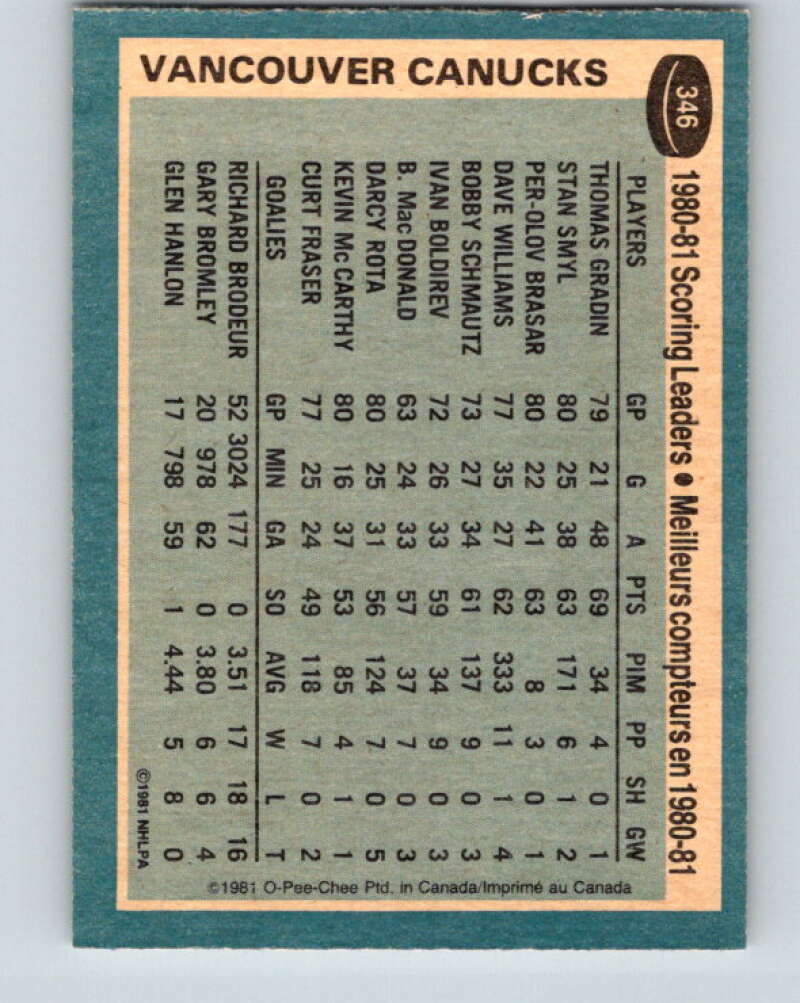 VANCOUVER CANUCKS
346
1980-81 Scoring Leaders • Meilleurs compteurs en 1980-81
PLAYERS GP G A PTS PIM PP SH GW
THOMAS GRADIN 79 21 48 69 34 4 0 1
STAN SMYL 80 25 38 63 171 6 1 2
PER-OLOV BRASAR 80 22 41 63 8 3 0 1
DAVE WILLIAMS 77 35 27 62 333 11 1 4
BOBBY SCHMAUTZ 73 27 34 61 137 9 0 3
IVAN BOLDIREV 72 26 33 59 34 9 0 3
B. MacDONALD 63 24 33 57 37 7 0 3
DARCY ROTA 80 25 31 56 124 7 0 5
KEVIN McCARTHY 80 16 37 53 85 4 1 1
CURT FRASER 77 25 24 49 118 7 0 2
GOALIES GP MIN GA SO AVG W L T
RICHARD BRODEUR 52 3024 177 0 3.51 17 18 16
GARY BROMLEY 20 978 62 0 3.80 6 6 4
GLEN HANLON 17 798 59 1 4.44 5 8 0
©1981 NHLPA
©1981 O-Pee-Chee Ptd. in Canada/Imprimé au Canada